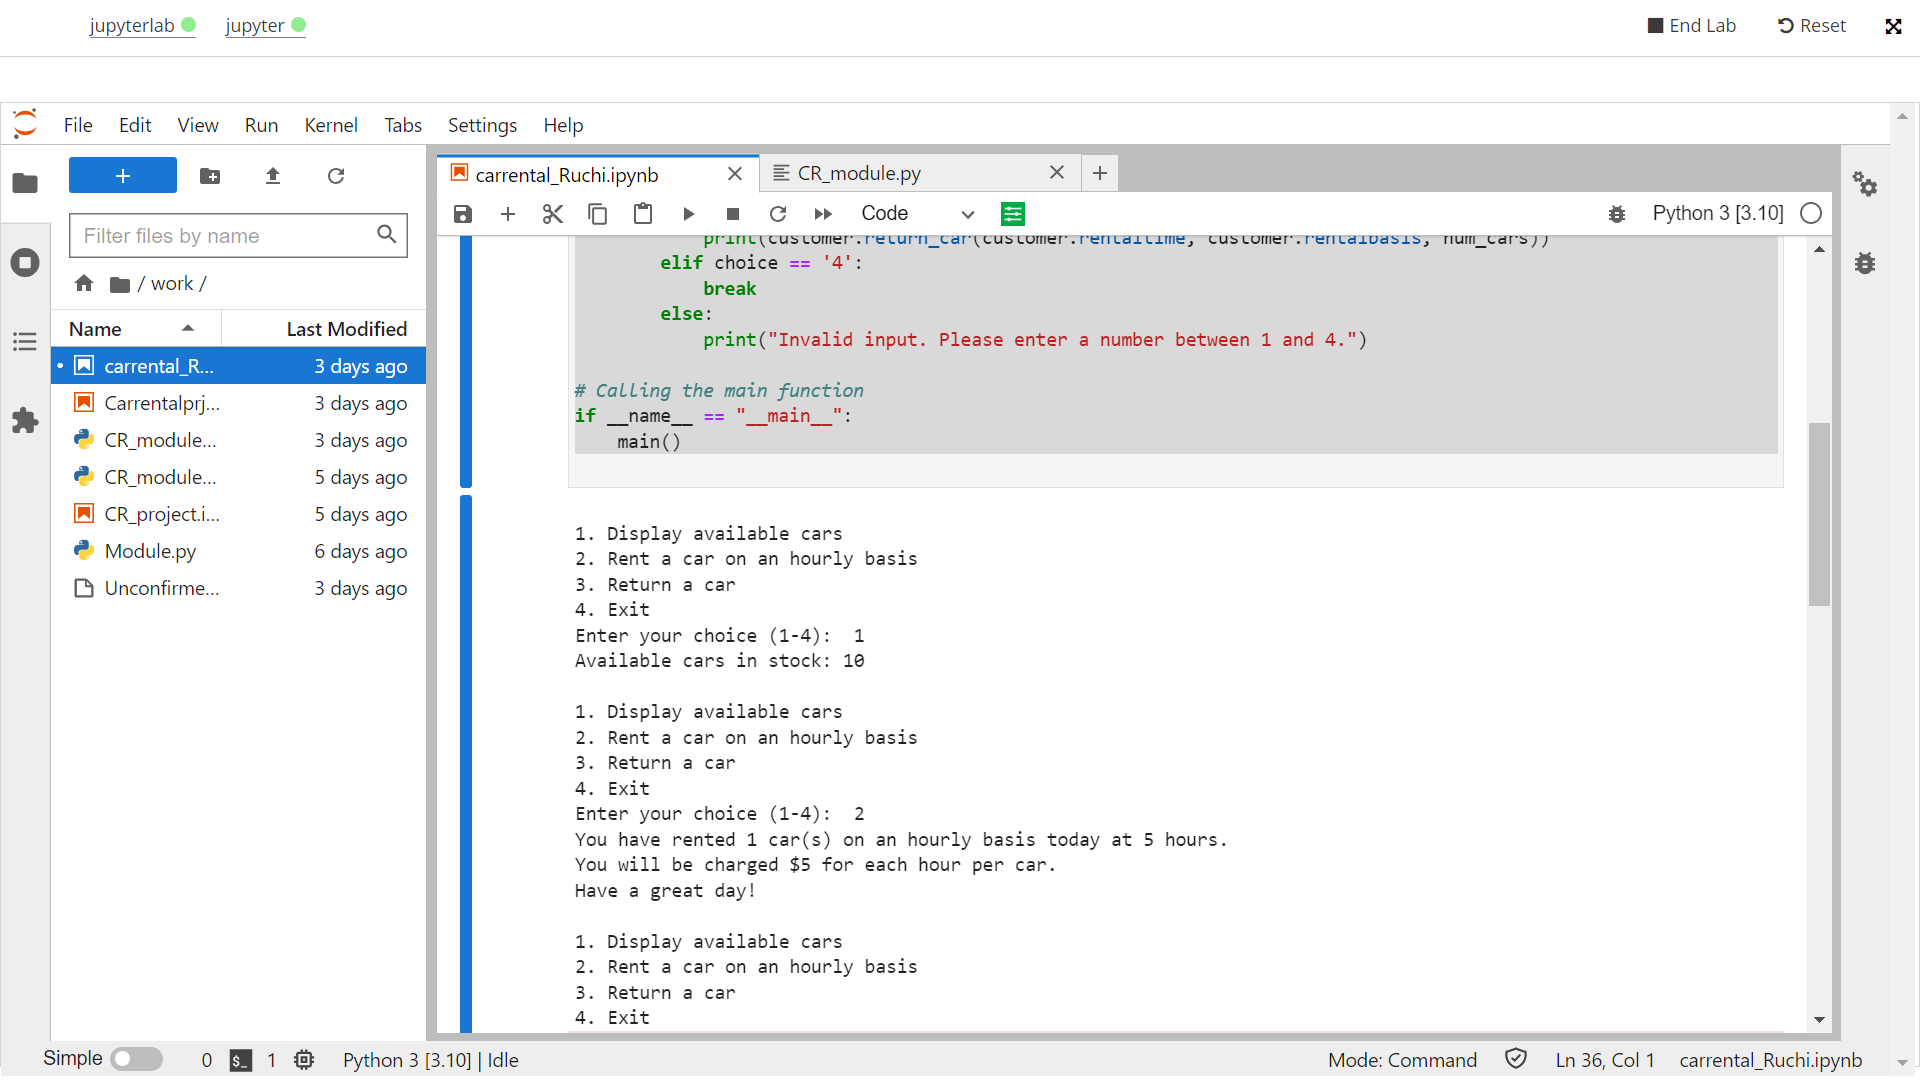 jupyterlab jupyter End Lab Reset
File Edit View Run Kernel Tabs Settings Help
Filter files by name
/ work /
Name Last Modified
carrental_R... 3 days ago
Carrentalprj... 3 days ago
CR_module... 3 days ago
CR_module... 5 days ago
CR_project.i... 5 days ago
Module.py 6 days ago
Unconfirme... 3 days ago
carrental_Ruchi.ipynb CR_module.py
Code Python 3 [3.10]
print(customer.return_car(customer.rentaltime, customer.rentalbasis, num_cars))
elif choice == '4':
break
else:
print("Invalid input. Please enter a number between 1 and 4.")
# Calling the main function
if __name__ == "__main__":
main()
1. Display available cars
2. Rent a car on an hourly basis
3. Return a car
4. Exit
Enter your choice (1-4):  1
Available cars in stock: 10
1. Display available cars
2. Rent a car on an hourly basis
3. Return a car
4. Exit
Enter your choice (1-4):  2
You have rented 1 car(s) on an hourly basis today at 5 hours.
You will be charged $5 for each hour per car.
Have a great day!
1. Display available cars
2. Rent a car on an hourly basis
3. Return a car
4. Exit
Simple 0 $_ 1 Python 3 [3.10] | Idle Mode: Command Ln 36, Col 1 carrental_Ruchi.ipynb